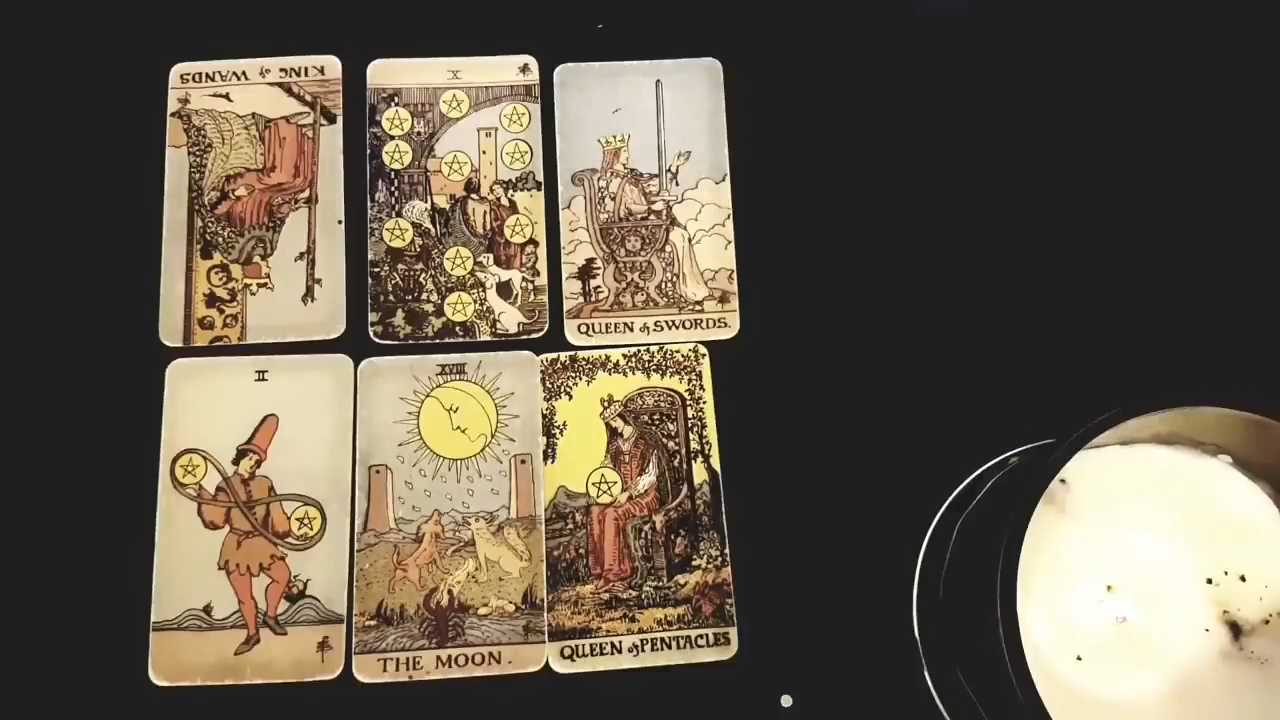 KING of WANDS
X
QUEEN of SWORDS.
II
XVIII
THE MOON.
QUEEN of PENTACLES